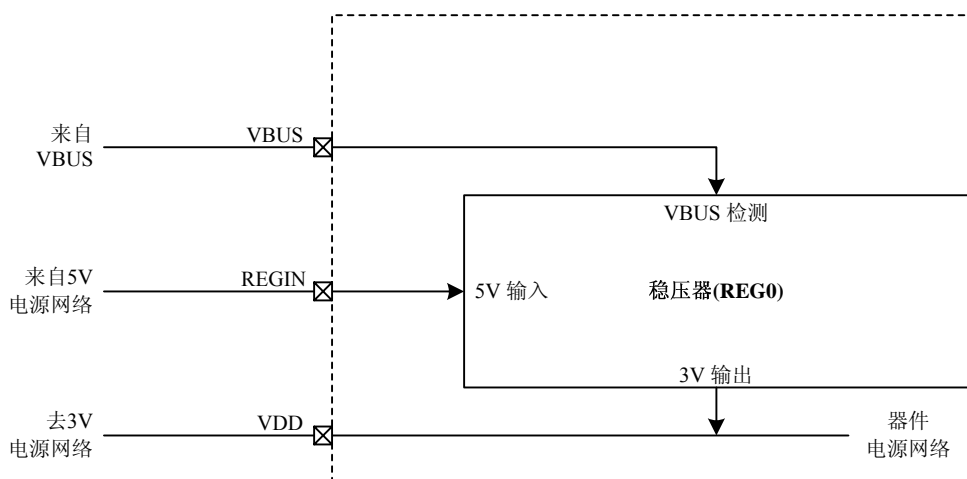 来自
VBUS
VBUS
VBUS 检测
来自5V
电源网络
REGIN
5V 输入
稳压器(REG0)
3V 输出
去3V
电源网络
VDD
器件
电源网络